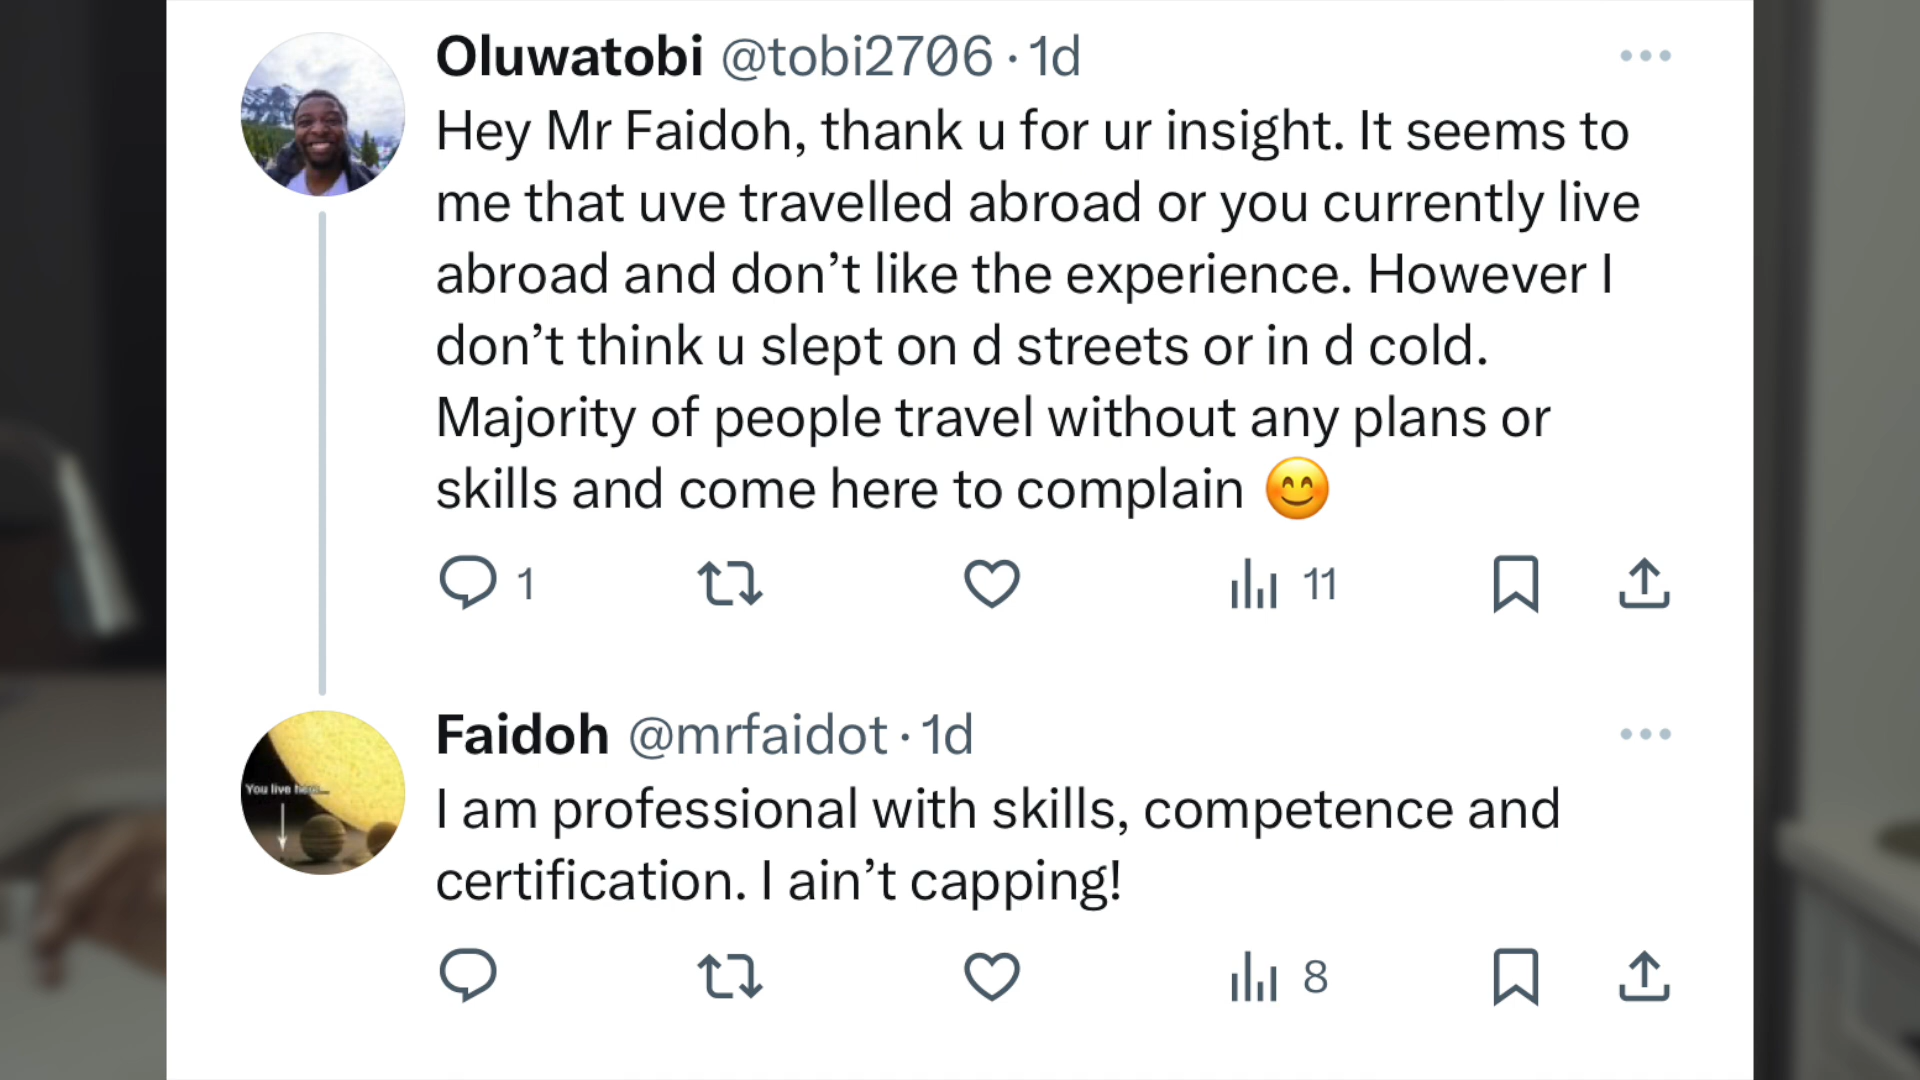 Oluwatobi @tobi2706 · 1d
Hey Mr Faidoh, thank u for ur insight. It seems to
me that uve travelled abroad or you currently live
abroad and don’t like the experience. However I
don’t think u slept on d streets or in d cold.
Majority of people travel without any plans or
skills and come here to complain 😊
1 11
Faidoh @mrfaidot · 1d
You live here...
I am professional with skills, competence and
certification. I ain’t capping!
8